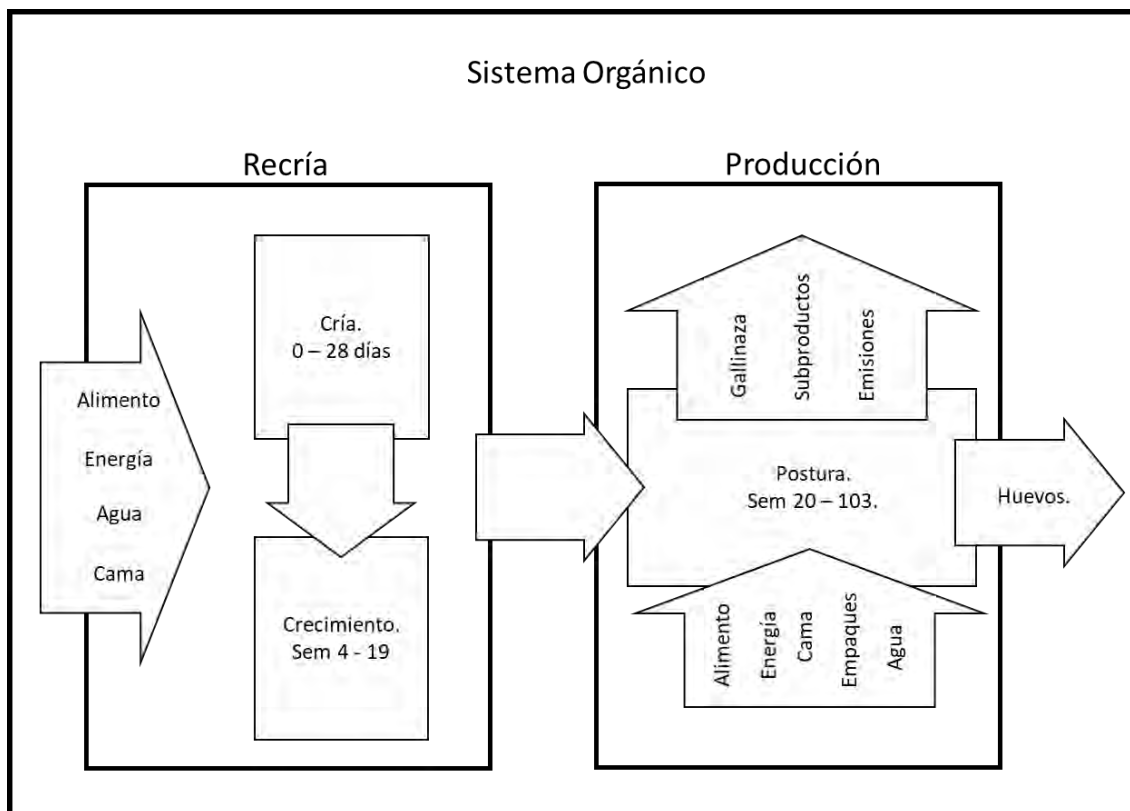 Sistema Orgánico
Recría
Alimento
Energía
Agua
Cama
Cría.
0 – 28 días
Crecimiento.
Sem 4 - 19
Producción
Gallinaza
Subproductos
Emisiones
Postura.
Sem 20 – 103.
Alimento
Energía
Cama
Empaques
Agua
Huevos.